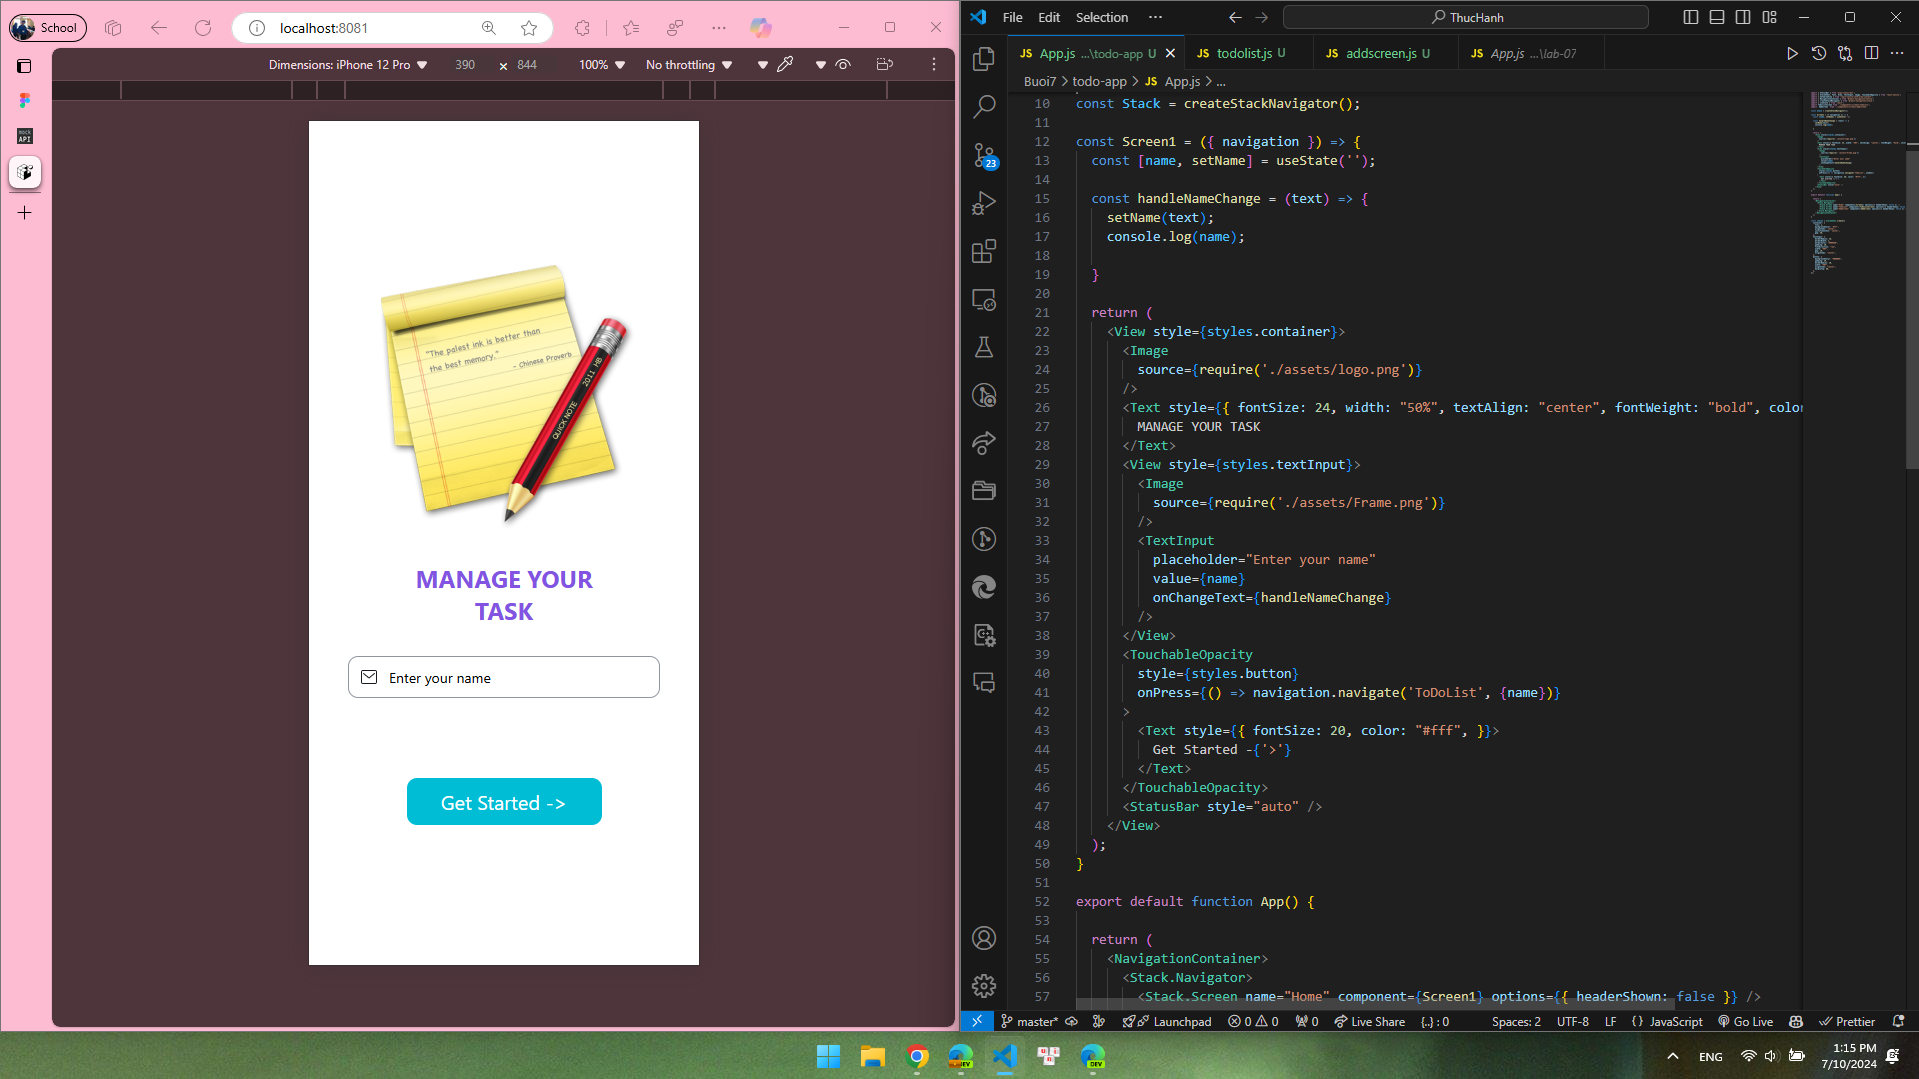 School
localhost:8081
Dimensions: iPhone 12 Pro
390
×
844
100%
No throttling
mock
API
"The palest ink is better than
the best memory."
- Chinese Proverb
QUICK NOTE
2011 HB
MANAGE YOUR
TASK
Enter your name
Get Started ->
File Edit Selection ···
ThucHanh
JS App.js ...\todo-app U
JS todolist.js U
JS addscreen.js U
JS App.js ...\lab-07
Buoi7 > todo-app > JS App.js > ...
23
10 const Stack = createStackNavigator();
11
12 const Screen1 = ({ navigation }) => {
13 const [name, setName] = useState('');
14
15 const handleNameChange = (text) => {
16 setName(text);
17 console.log(name);
18
19 }
20
21 return (
22 <View style={styles.container}>
23 <Image
24 source={require('./assets/logo.png')}
25 />
26 <Text style={{ fontSize: 24, width: "50%", textAlign: "center", fontWeight: "bold", color
27 MANAGE YOUR TASK
28 </Text>
29 <View style={styles.textInput}>
30 <Image
31 source={require('./assets/Frame.png')}
32 />
33 <TextInput
34 placeholder="Enter your name"
35 value={name}
36 onChangeText={handleNameChange}
37 />
38 </View>
39 <TouchableOpacity
40 style={styles.button}
41 onPress={() => navigation.navigate('ToDoList', {name})}
42 >
43 <Text style={{ fontSize: 20, color: "#fff", }}>
44 Get Started -{'>'}
45 </Text>
46 </TouchableOpacity>
47 <StatusBar style="auto" />
48 </View>
49 );
50 }
51
52 export default function App() {
53
54 return (
55 <NavigationContainer>
56 <Stack.Navigator>
57 <Stack.Screen name="Home" component={Screen1} options={{ headerShown: false }} />
master* Launchpad 0 0 0 Live Share {..} : 0 Spaces: 2 UTF-8 LF {} JavaScript Go Live Prettier
DEV
DEV
ENG
1:15 PM
7/10/2024